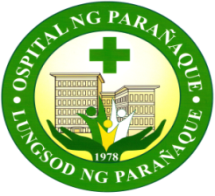 OSPITAL NG PARAÑAQUE
1978
LUNGSOD NG PARAÑAQUE